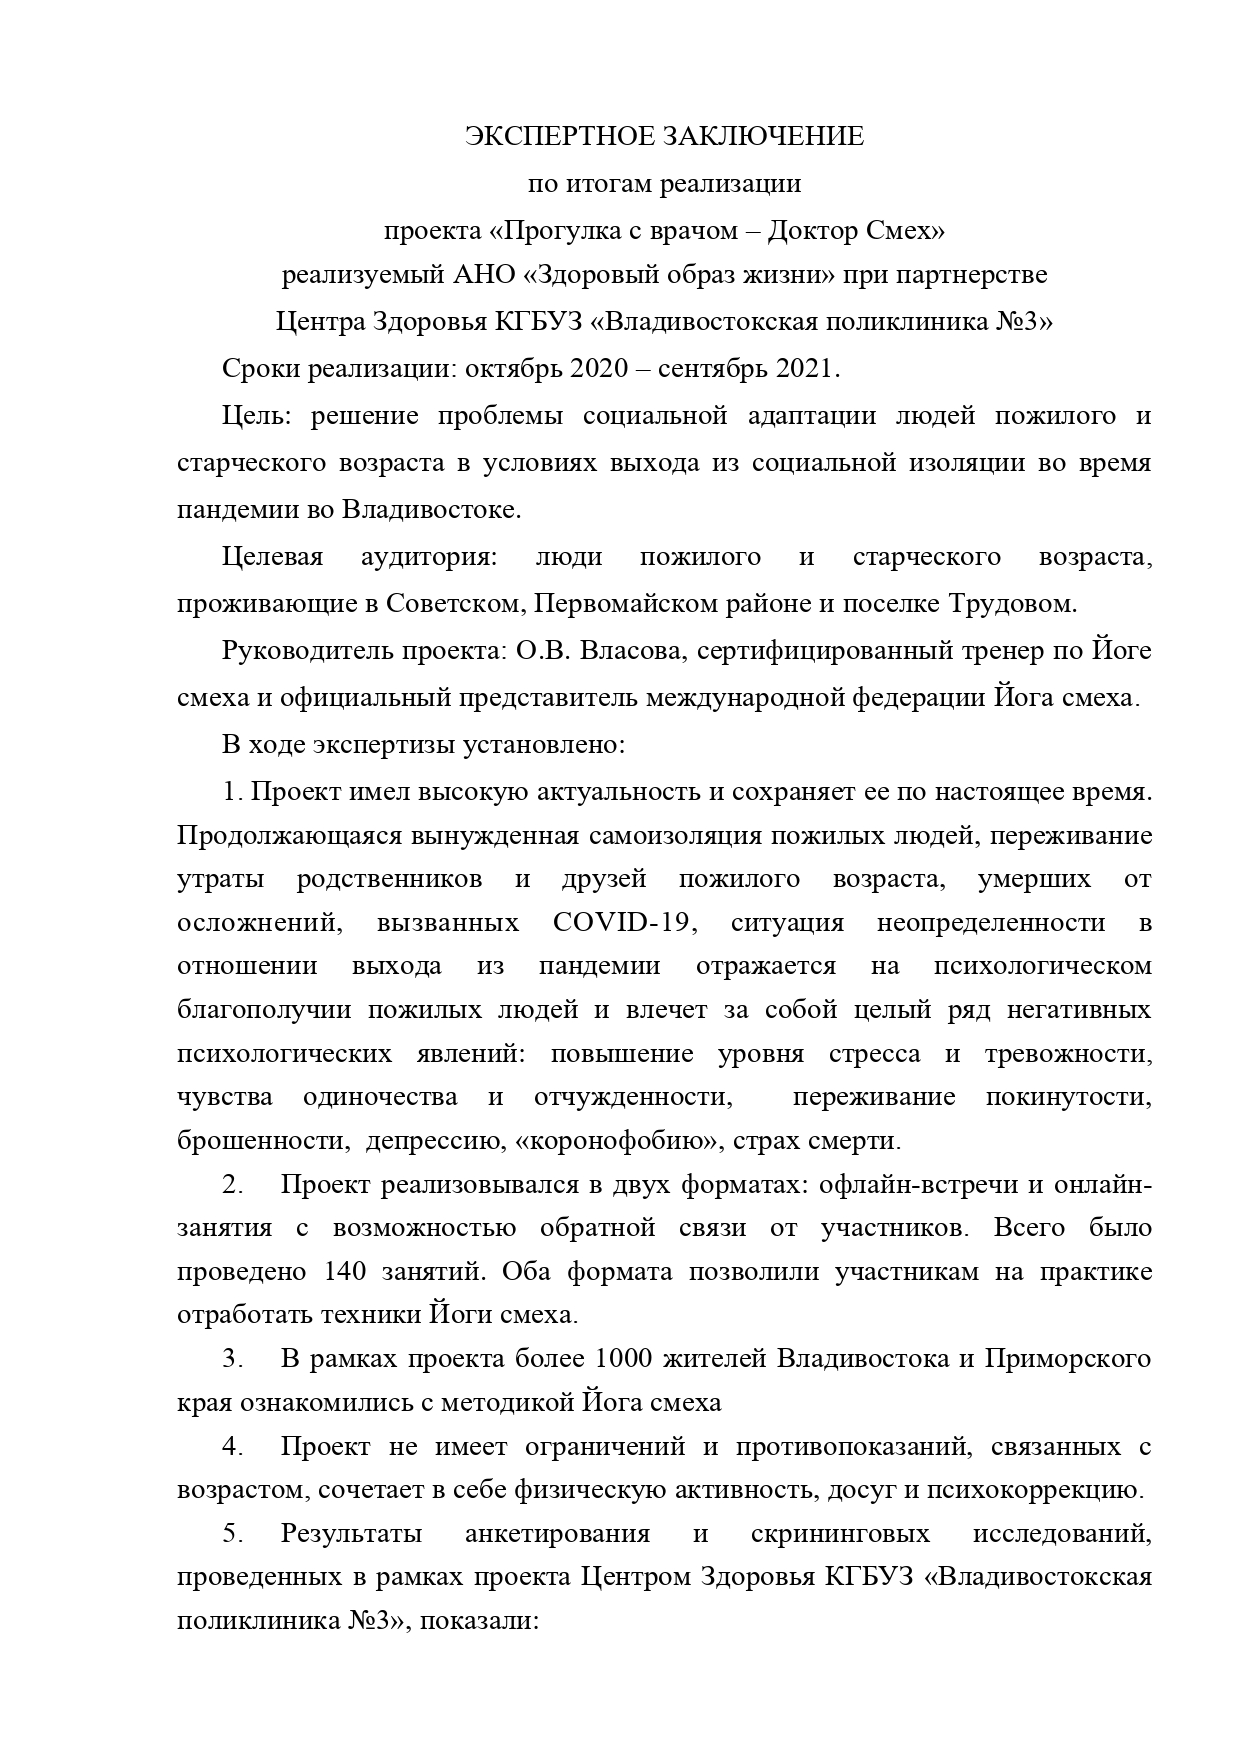 ЭКСПЕРТНОЕ ЗАКЛЮЧЕНИЕ
по итогам реализации
проекта «Прогулка с врачом – Доктор Смех»
реализуемый АНО «Здоровый образ жизни» при партнерстве
Центра Здоровья КГБУЗ «Владивостокская поликлиника №3»
Сроки реализации: октябрь 2020 – сентябрь 2021.
Цель: решение проблемы социальной адаптации людей пожилого и
старческого возраста в условиях выхода из социальной изоляции во время
пандемии во Владивостоке.
Целевая аудитория: люди пожилого и старческого возраста,
проживающие в Советском, Первомайском районе и поселке Трудовом.
Руководитель проекта: О.В. Власова, сертифицированный тренер по Йоге
смеха и официальный представитель международной федерации Йога смеха.
В ходе экспертизы установлено:
1. Проект имел высокую актуальность и сохраняет ее по настоящее время.
Продолжающаяся вынужденная самоизоляция пожилых людей, переживание
утраты родственников и друзей пожилого возраста, умерших от
осложнений, вызванных COVID-19, ситуация неопределенности в
отношении выхода из пандемии отражается на психологическом
благополучии пожилых людей и влечет за собой целый ряд негативных
психологических явлений: повышение уровня стресса и тревожности,
чувства одиночества и отчужденности, переживание покинутости,
брошенности, депрессию, «коронофобию», страх смерти.
2. Проект реализовывался в двух форматах: офлайн-встречи и онлайн-
занятия с возможностью обратной связи от участников. Всего было
проведено 140 занятий. Оба формата позволили участникам на практике
отработать техники Йоги смеха.
3. В рамках проекта более 1000 жителей Владивостока и Приморского
края ознакомились с методикой Йога смеха
4. Проект не имеет ограничений и противопоказаний, связанных с
возрастом, сочетает в себе физическую активность, досуг и психокоррекцию.
5. Результаты анкетирования и скрининговых исследований,
проведенных в рамках проекта Центром Здоровья КГБУЗ «Владивостокская
поликлиника №3», показали: